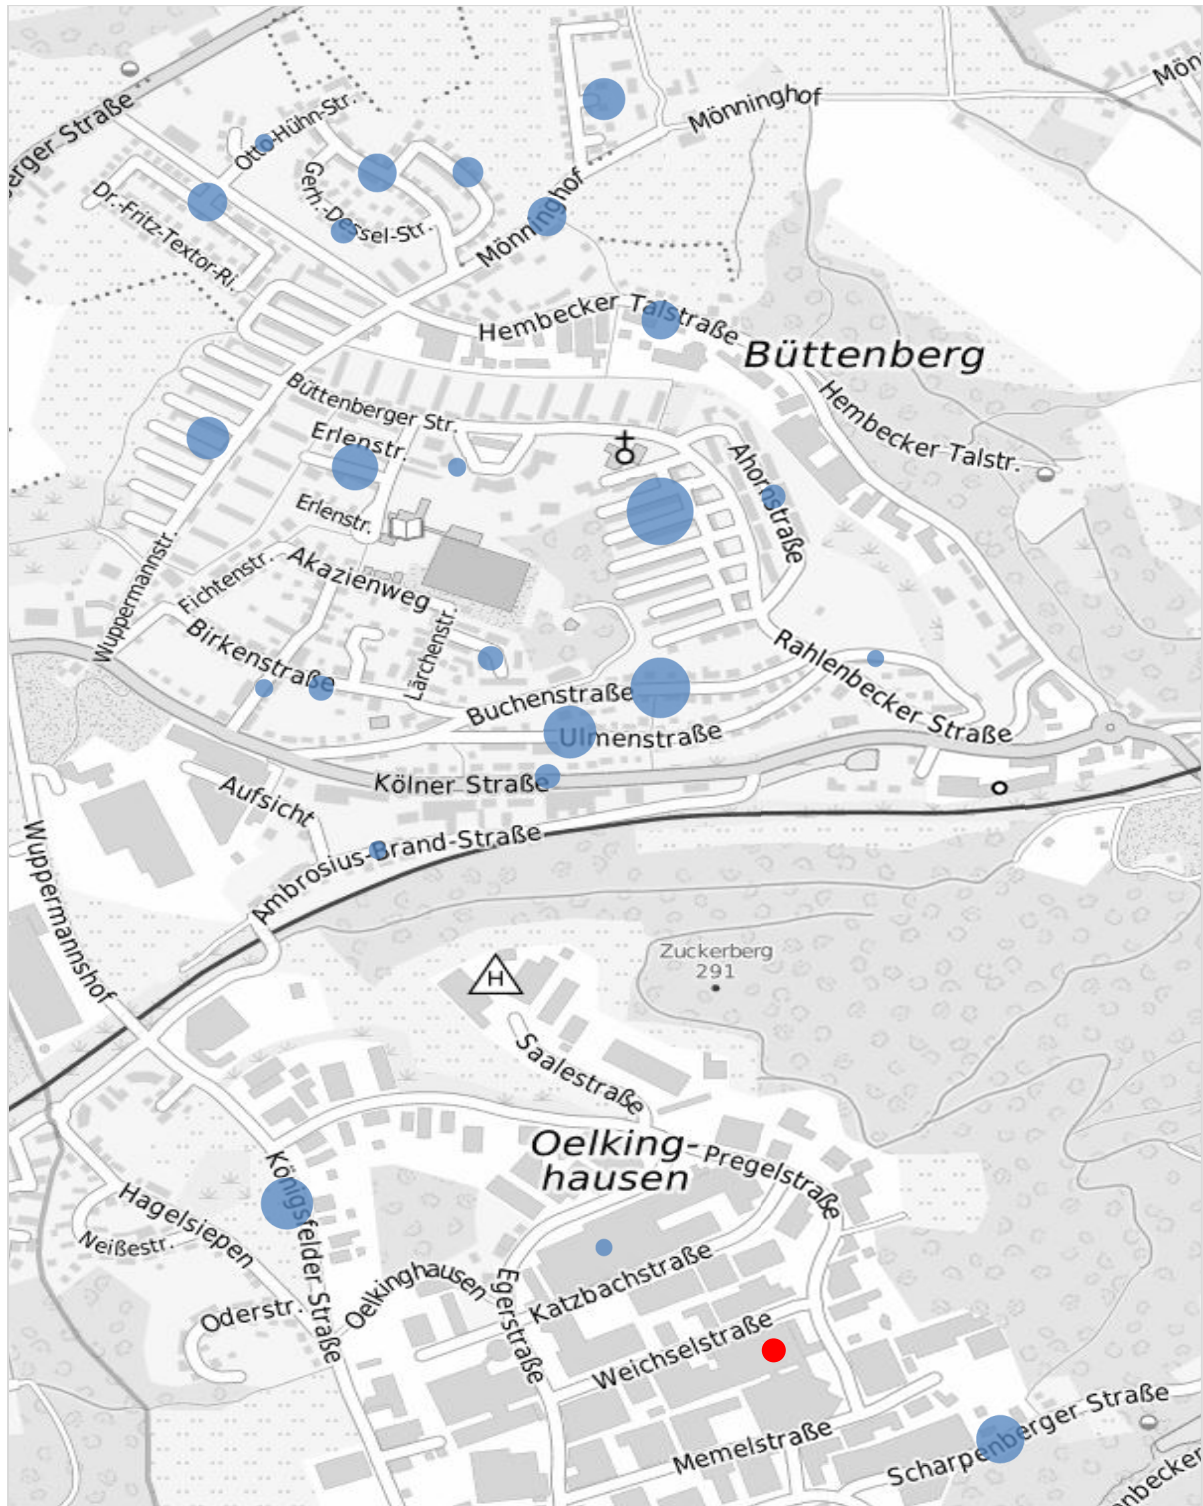 erger Straße
Otto-Hühn-Str.
Mönninghof
Mönn
Gerh.-Dessel-Str.
Dr.-Fritz-Textor-Ri.
Mönninghof
Hembecker Talstraße
Büttenberg
Büttenberger Str.
Hembecker Talstr.
Erlenstr.
Ahornstraße
Erlenstr.
Wuppermannstr.
Fichtenstr.
Akazienweg
Birkenstraße
Lärchenstr.
Rahlenbecker Straße
Buchenstraße
Ulmenstraße
Kölner Straße
Aufsicht
Ambrosius-Brand-Straße
Wuppermannshof
Zuckerberg
291
H
Saalestraße
Oelking-
hausen
Pregelstraße
Königsfelder Straße
Hagelsiepen
Neißestr.
Oelkinghausen
Egerstraße
Katzbachstraße
Oderstr.
Weichselstraße
Memelstraße
Scharpenberger Straße
nbecker